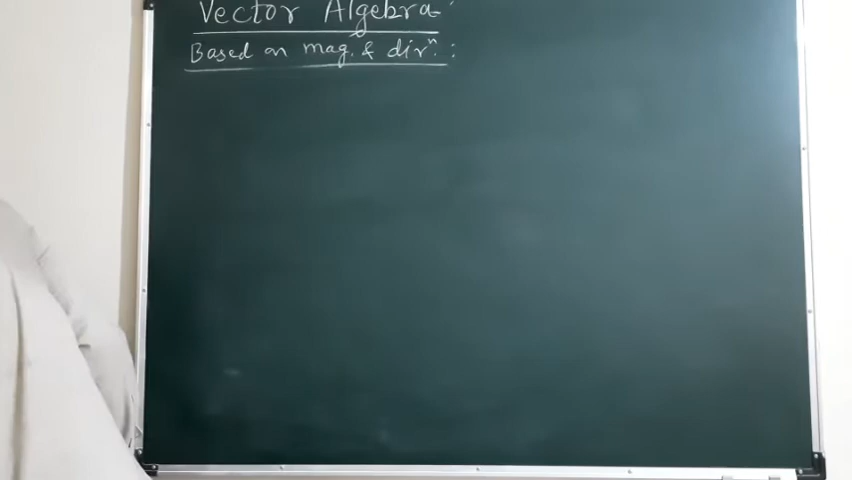 Vector Algebra:
Based on mag. & dirⁿ. :